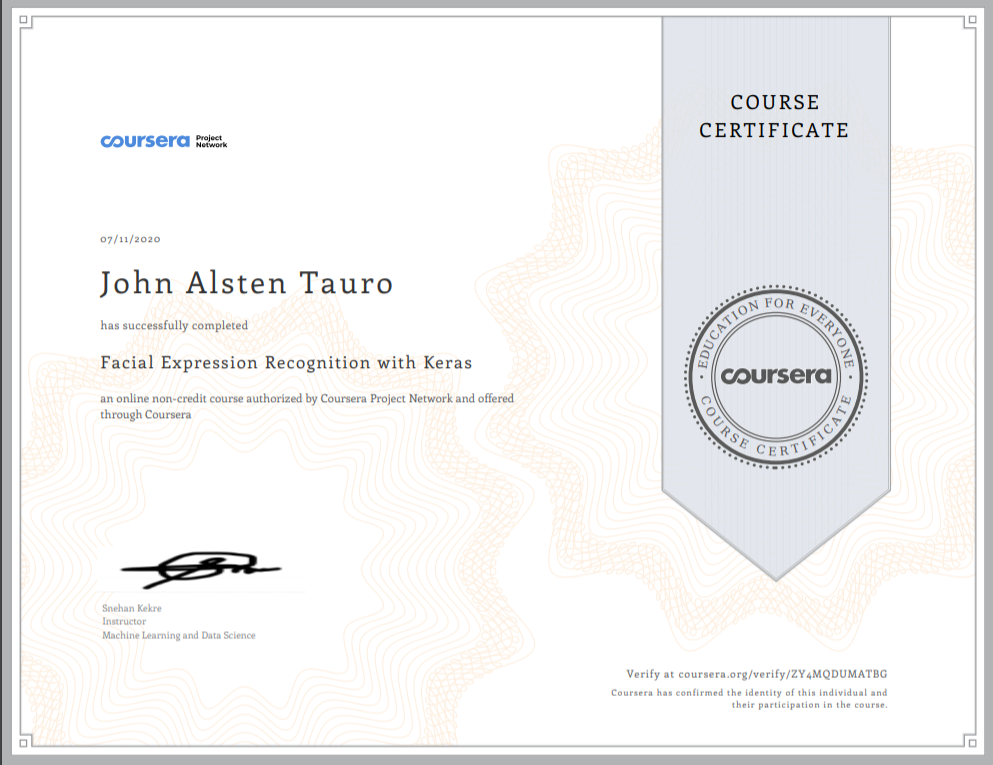 COURSE
CERTIFICATE
coursera Project
Network
07/11/2020
John Alsten Tauro
has successfully completed
Facial Expression Recognition with Keras
an online non-credit course authorized by Coursera Project Network and offered
through Coursera
EDUCATION FOR EVERYONE
coursera
COURSE CERTIFICATE
Snehan Kekre
Instructor
Machine Learning and Data Science
Verify at coursera.org/verify/ZY4MQDUMATBG
Coursera has confirmed the identity of this individual and
their participation in the course.